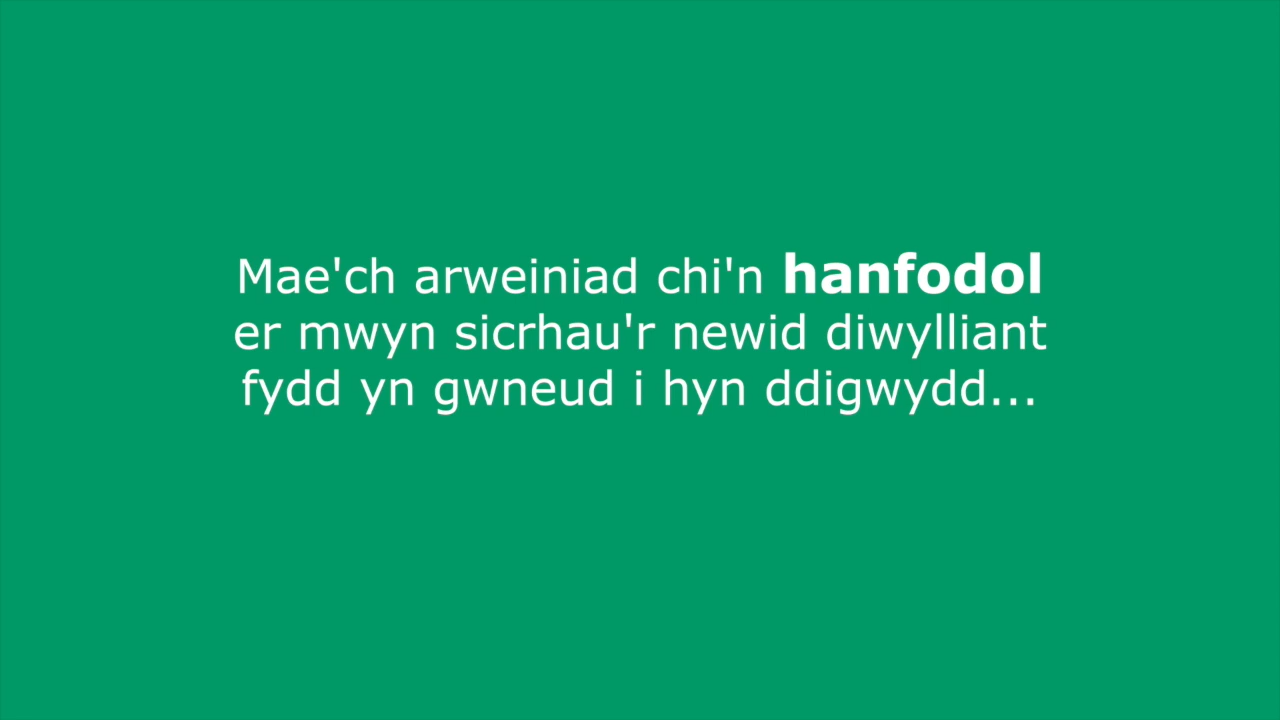 Mae'ch arweiniad chi'n hanfodol
er mwyn sicrhau'r newid diwylliant
fydd yn gwneud i hyn ddigwydd...